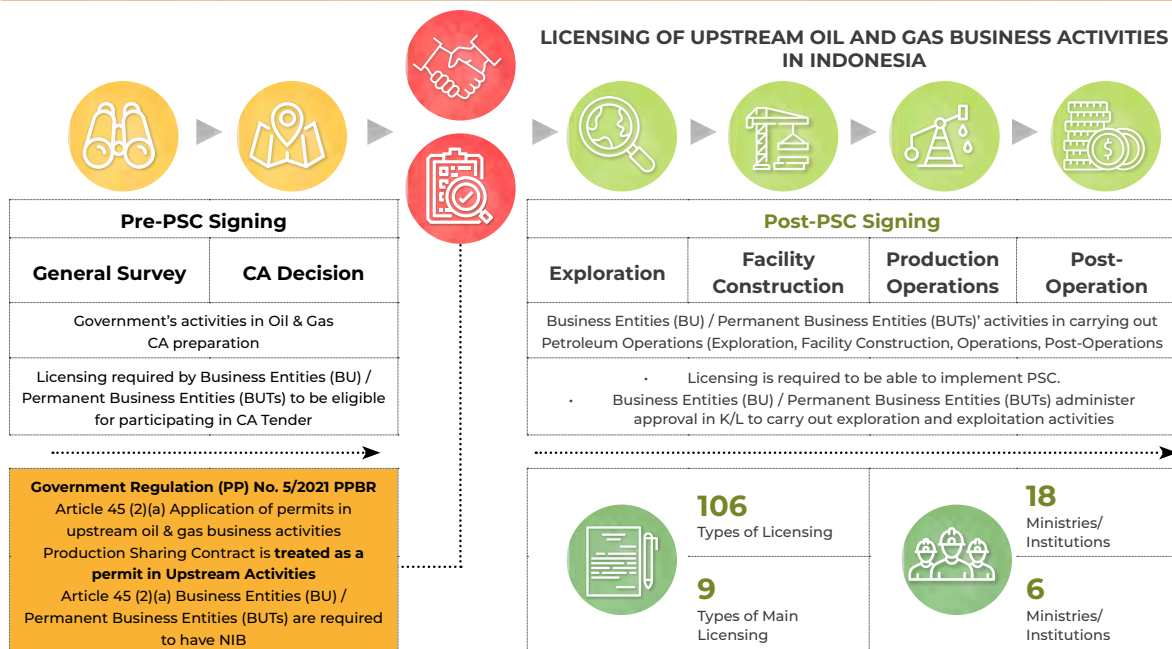 LICENSING OF UPSTREAM OIL AND GAS BUSINESS ACTIVITIES
IN INDONESIA
Pre-PSC Signing
General Survey
CA Decision
Government's activities in Oil & Gas
CA preparation
Licensing required by Business Entities (BU) /
Permanent Business Entities (BUTs) to be eligible
for participating in CA Tender
Government Regulation (PP) No. 5/2021 PPBR
Article 45 (2)(a) Application of permits in
upstream oil & gas business activities
Production Sharing Contract is treated as a
permit in Upstream Activities
Article 45 (2)(a) Business Entities (BU) /
Permanent Business Entities (BUTs) are required
to have NIB
Post-PSC Signing
Exploration
Facility
Construction
Production
Operations
Post-
Operation
Business Entities (BU) / Permanent Business Entities (BUTs)' activities in carrying out
Petroleum Operations (Exploration, Facility Construction, Operations, Post-Operations
• Licensing is required to be able to implement PSC.
• Business Entities (BU) / Permanent Business Entities (BUTs) administer
approval in K/L to carry out exploration and exploitation activities
106
Types of Licensing
9
Types of Main
Licensing
18
Ministries/
Institutions
6
Ministries/
Institutions
$